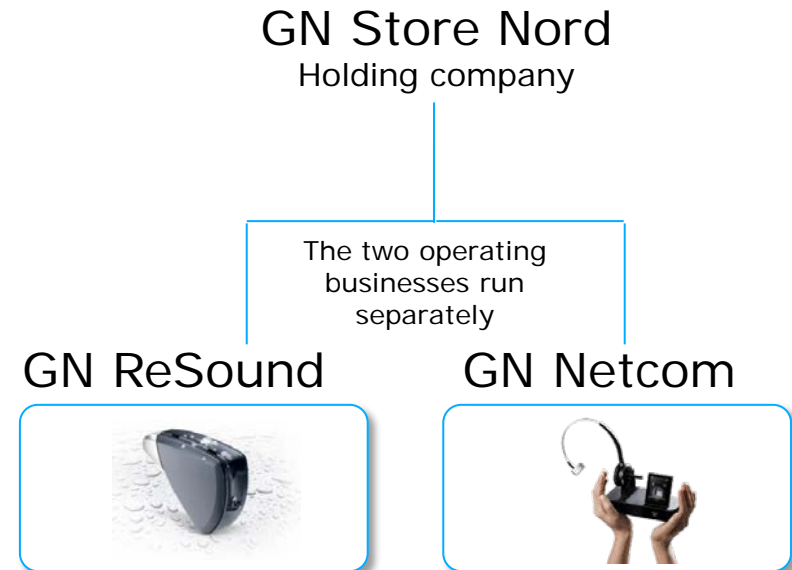 GN Store Nord
Holding company
The two operating
businesses run
separately
GN ReSound
GN Netcom